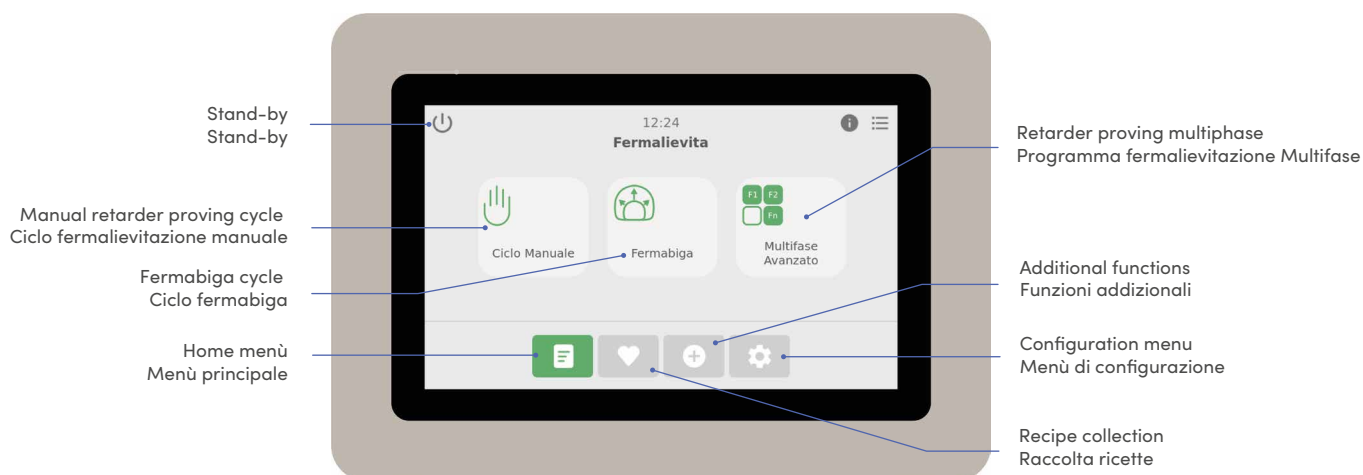 Stand-by
Stand-by
Manual retarder proving cycle
Ciclo fermalievitazione manuale
Fermabiga cycle
Ciclo fermabiga
Home menù
Menù principale
12:24
Fermalievita
Ciclo Manuale
Fermabiga
F1 F2
Fn
Multifase
Avanzato
Retarder proving multiphase
Programma fermalievitazione Multifase
Additional functions
Funzioni addizionali
Configuration menu
Menù di configurazione
Recipe collection
Raccolta ricette